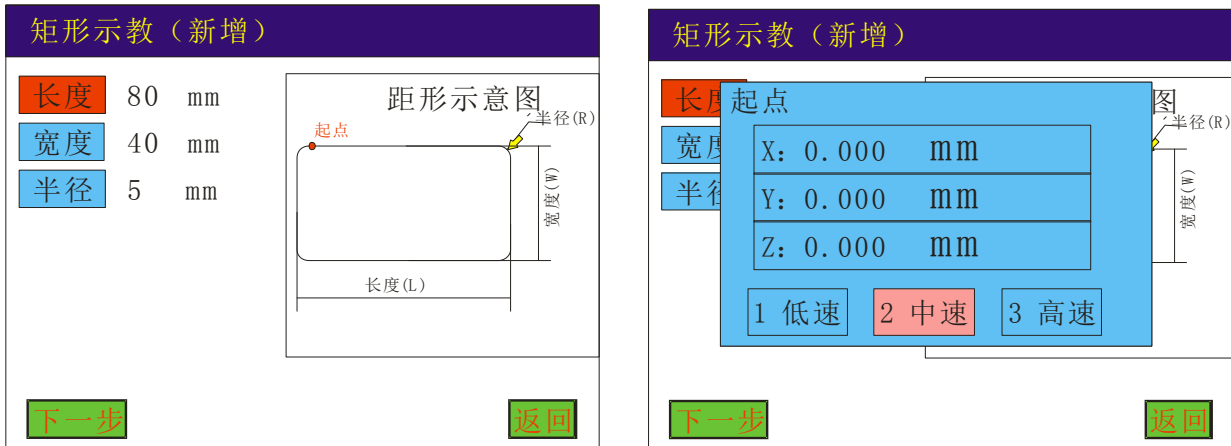 矩形示教（新增）
长度 80 mm
宽度 40 mm
半径 5 mm
距形示意图
半径(R)
起点
宽度(W)
长度(L)
下一步
返回
矩形示教（新增）
长度
宽度
半径
图
半径(R)
宽度(W)
起点
X: 0.000 mm
Y: 0.000 mm
Z: 0.000 mm
1 低速 2 中速 3 高速
下一步
返回